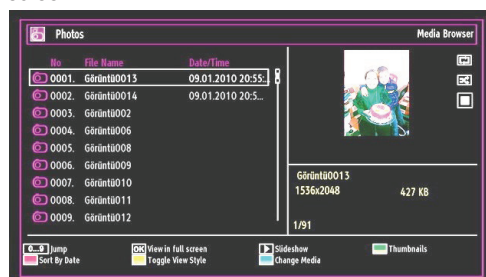 Photos Media Browser
No File Name Date/Time
0001. Görüntü0013 09.01.2010 20:55:..
0002. Görüntü0014 09.01.2010 20:5...
0003. Görüntü002
0004. Görüntü006
0005. Görüntü008
0006. Görüntü009
0007. Görüntü010
0008. Görüntü011
0009. Görüntü012
Görüntü0013
1536x2048 427 KB
1/91
0...9 Jump OK View in full screen Slideshow Thumbnails
Sort By Date Toggle View Style Change Media